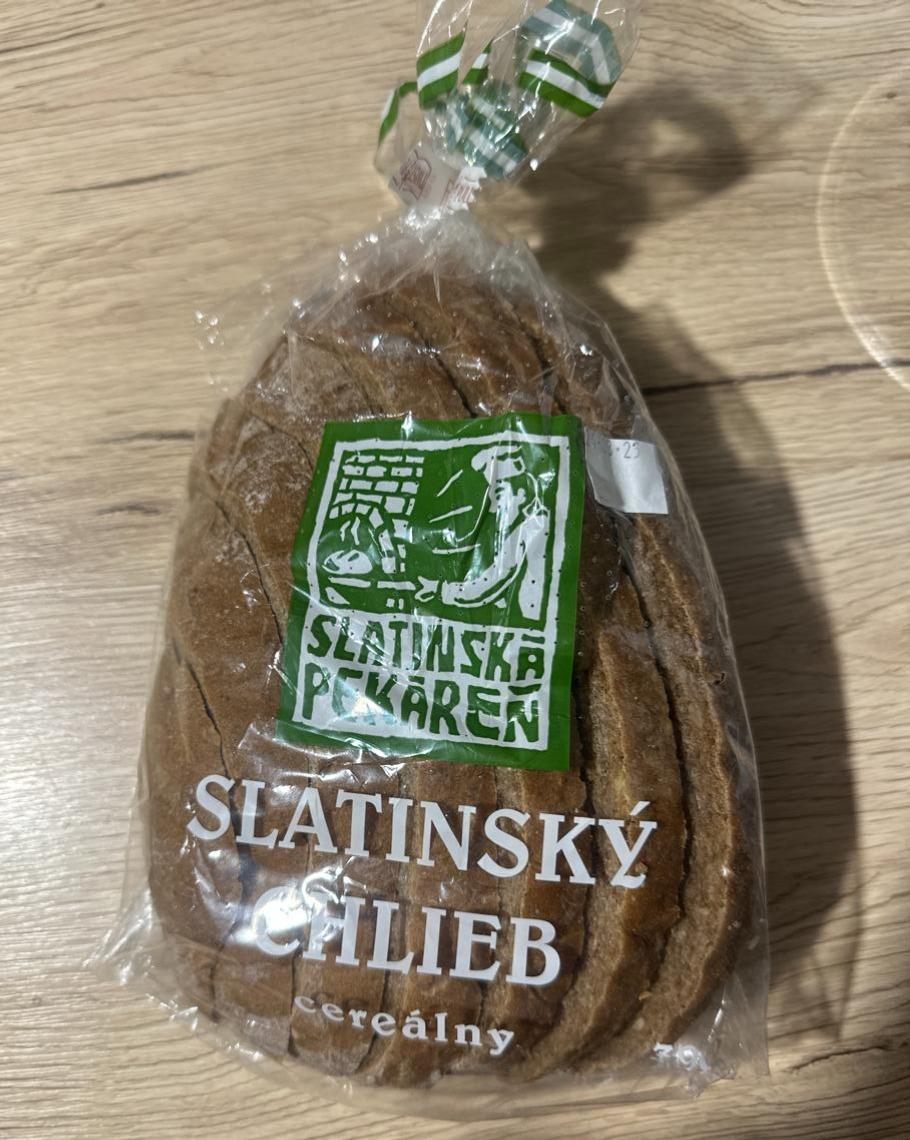 SLATINSKÁ
PEKÁREŇ
SLATINSKÝ
CHLIEB
cereálny